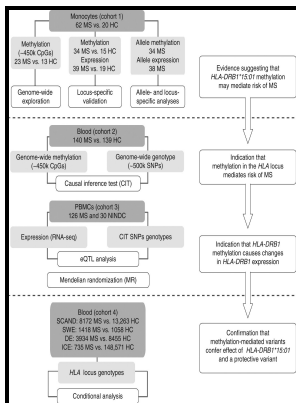 Monocytes (cohort 1)
62 MS vs. 20 HC
Methylation
(~450k CpGs)
23 MS vs. 13 HC
Methylation
34 MS vs. 15 HC
Expression
39 MS vs. 19 HC
Allele methylation
34 MS
Allele expression
38 MS
Genome-wide
exploration
Locus-specific
validation
Allele- and locus-
specific analyses
Evidence suggesting that
HLA-DRB1*15:01 methylation
may mediate risk of MS
Blood (cohort 2)
140 MS vs. 139 HC
Genome-wide methylation
(~450k CpGs)
Genome-wide genotype
(~500k SNPs)
Causal inference test (CIT)
Indication that
methylation in the HLA locus
mediates risk of MS
PBMCs (cohort 3)
126 MS and 30 NINDC
Expression (RNA-seq)
CIT SNPs genotypes
eQTL analysis
Mendelian randomization (MR)
Indication that HLA-DRB1
methylation causes changes
in HLA-DRB1 expression
Blood (cohort 4)
SCAND: 8172 MS vs. 13,263 HC
SWE: 1418 MS vs. 1058 HC
DE: 3934 MS vs. 8455 HC
ICE: 735 MS vs. 148,571 HC
HLA locus genotypes
Conditional analysis
Confirmation that
methylation-mediated variants
confer effect of HLA-DRB1*15:01
and a protective variant